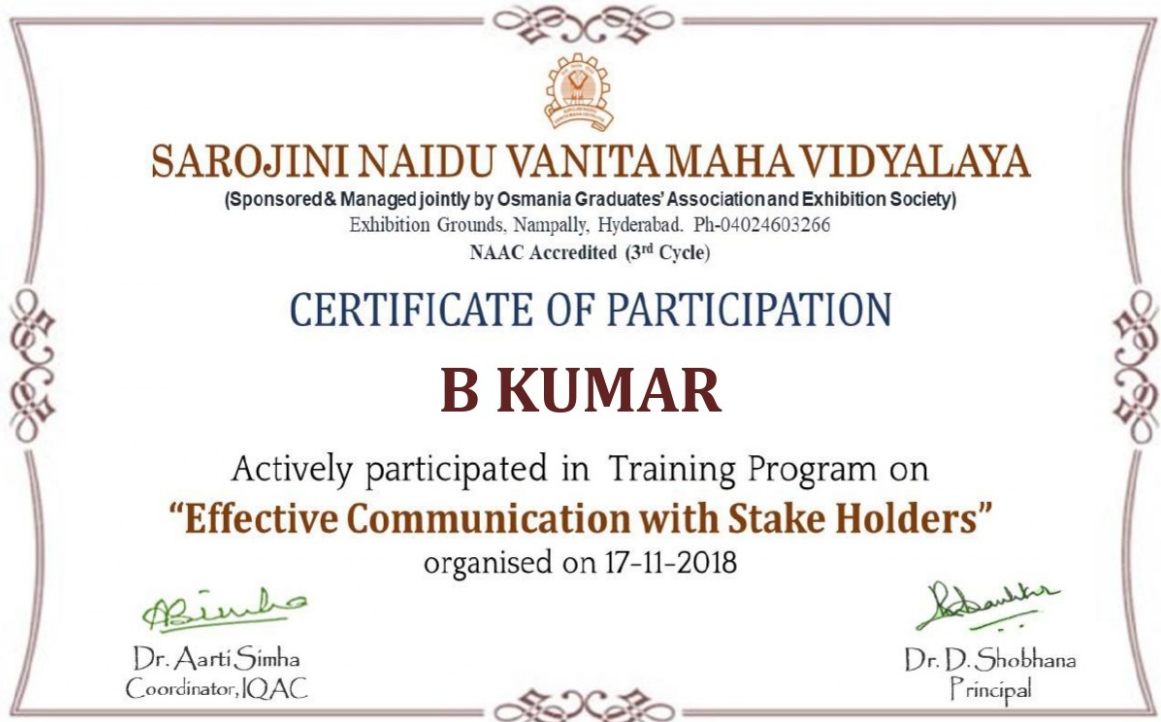 SAROJINI NAIDU VANITA MAHA VIDYALAYA
(Sponsored & Managed jointly by Osmania Graduates' Association and Exhibition Society)
Exhibition Grounds, Nampally, Hyderabad. Ph-04024603266
NAAC Accredited (3rd Cycle)
CERTIFICATE OF PARTICIPATION
B KUMAR
Actively participated in Training Program on
“Effective Communication with Stake Holders”
organised on 17-11-2018
ASimha
Dr. Aarti Simha
Coordinator, IQAC
Dr. D. Shobhana
Principal